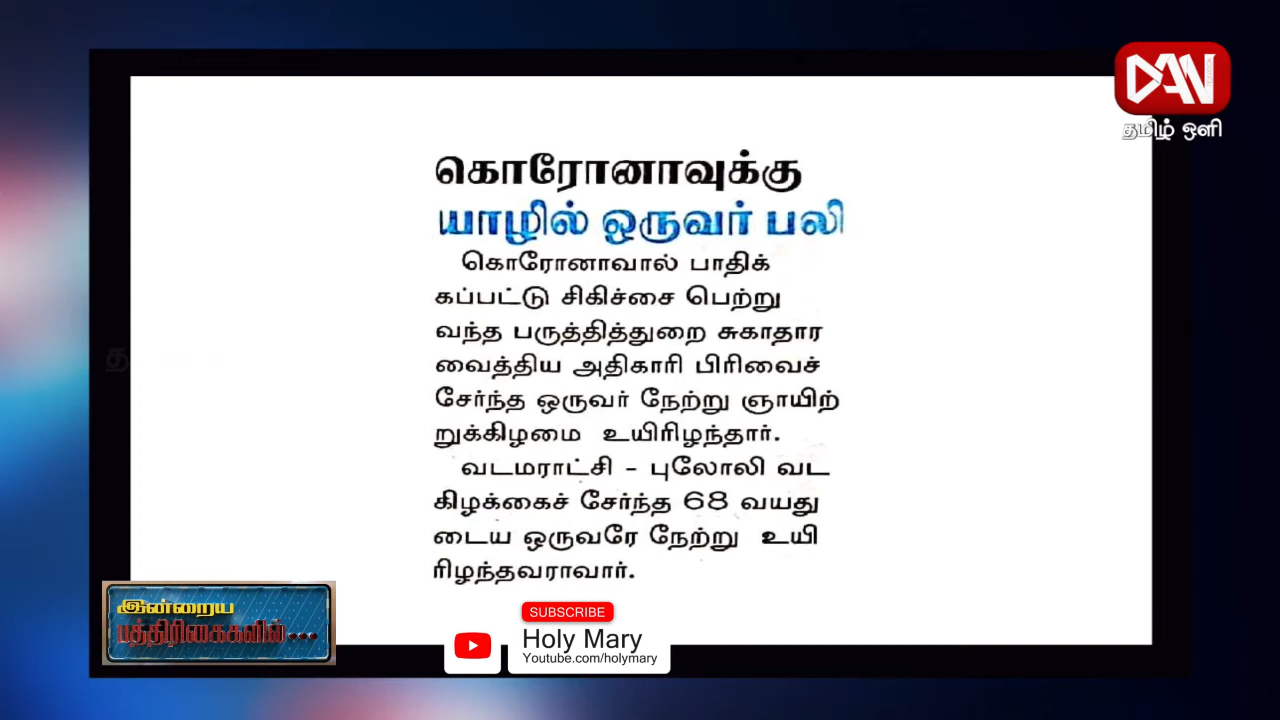 DAN
தமிழ் ஒளி
கொரோனாவுக்கு
யாழில் ஒருவர் பலி
கொரோனாவால் பாதிக்
கப்பட்டு சிகிச்சை பெற்று
வந்த பருத்தித்துறை சுகாதார
வைத்திய அதிகாரி பிரிவைச்
சேர்ந்த ஒருவர் நேற்று ஞாயிற்
றுக்கிழமை உயிரிழந்தார்.
வடமராட்சி - புலோலி வட
கிழக்கைச் சேர்ந்த 68 வயது
டைய ஒருவரே நேற்று உயி
ரிழந்தவராவார்.
இன்றைய
பத்திரிகைகளில்...
SUBSCRIBE
Holy Mary
Youtube.com/holymary